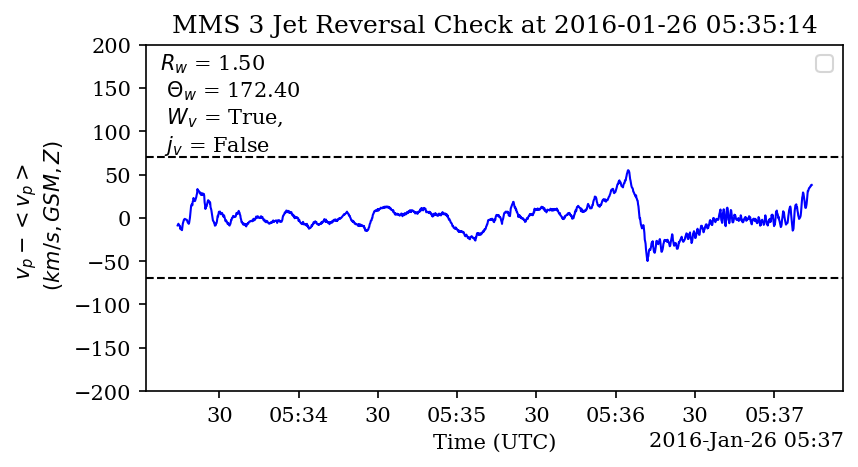 MMS 3 Jet Reversal Check at 2016-01-26 05:35:14
R_w = 1.50
Θ_w = 172.40
W_v = True,
j_v = False
v_p − < v_p >
(km/s, GSM, Z)
200
150
100
50
0
−50
−100
−150
−200
30 05:34 30 05:35 30 05:36 30 05:37
Time (UTC)
2016-Jan-26 05:37